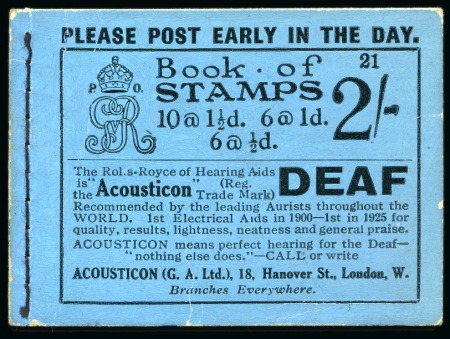 PLEASE POST EARLY IN THE DAY.
21
Book · of
P. O.
GR
STAMPS
2/-
10 @ 1½d. 6 @ 1d.
6 @ ½d.
The Rol.s-Royce of Hearing Aids
is "Acousticon" (Reg.
the Trade Mark) DEAF
Recommended by the leading Aurists throughout the
WORLD. 1st Electrical Aids in 1900—1st in 1925 for
quality, results, lightness, neatness and general praise.
ACOUSTICON means perfect hearing for the Deaf—
"nothing else does."—CALL or write
ACOUSTICON (G. A. Ltd.), 18, Hanover St., London, W.
Branches Everywhere.